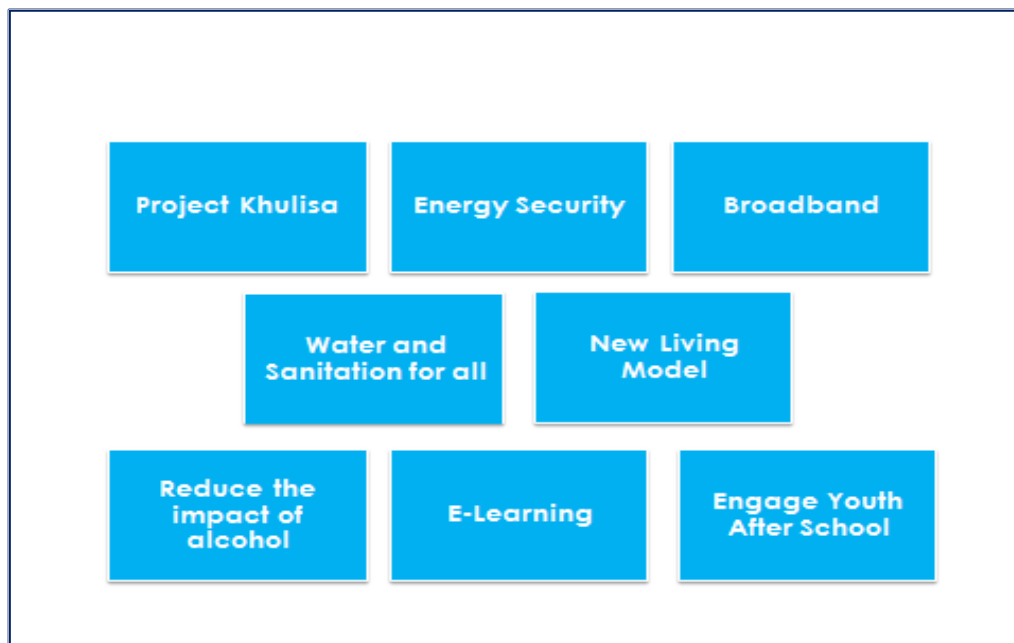 Project Khulisa
Energy Security
Broadband
Water and
Sanitation for all
New Living
Model
Reduce the
impact of
alcohol
E-Learning
Engage Youth
After School